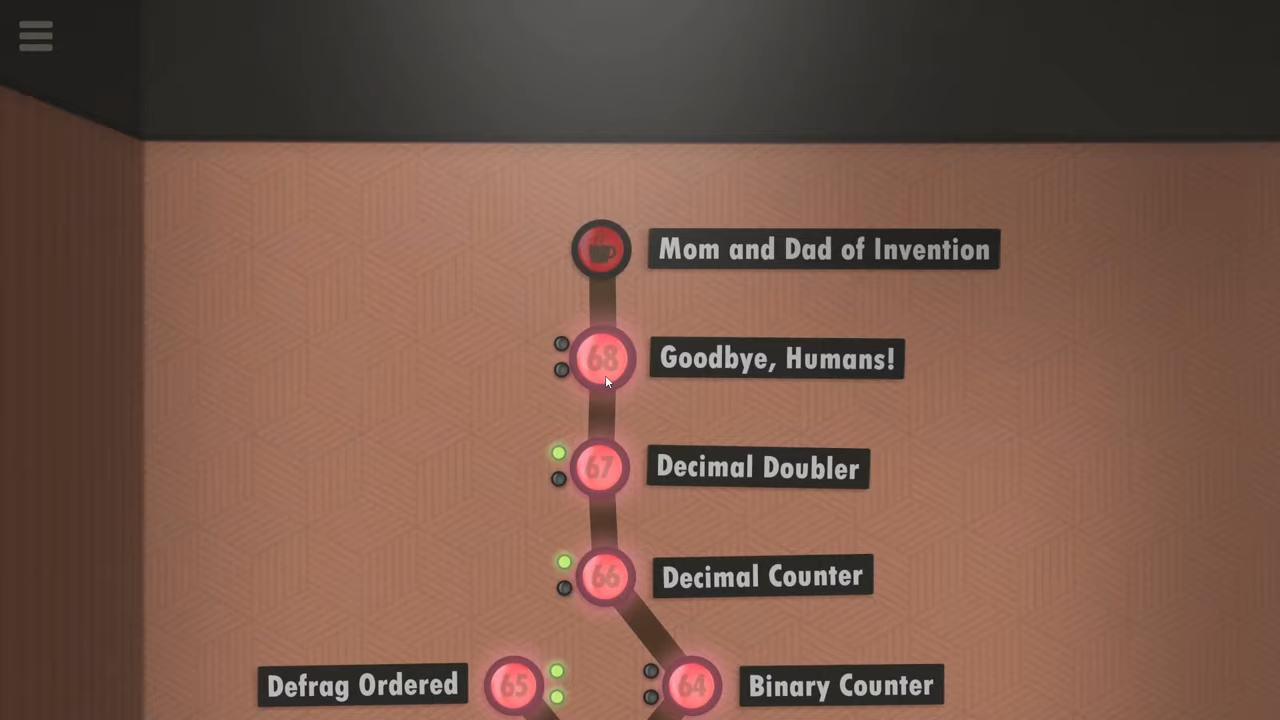 Mom and Dad of Invention
68 Goodbye, Humans!
67 Decimal Doubler
66 Decimal Counter
Defrag Ordered 65
64 Binary Counter